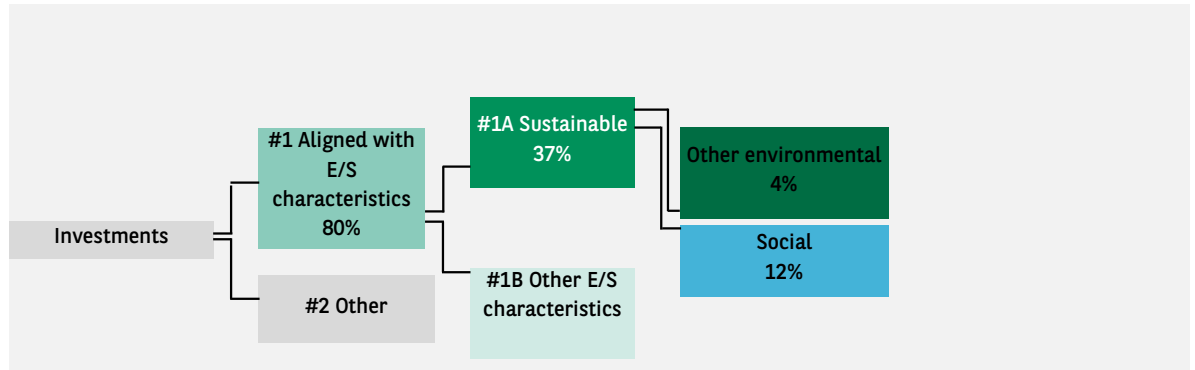 Investments
#1 Aligned with
E/S
characteristics
80%
#2 Other
#1A Sustainable
37%
#1B Other E/S
characteristics
Other environmental
4%
Social
12%